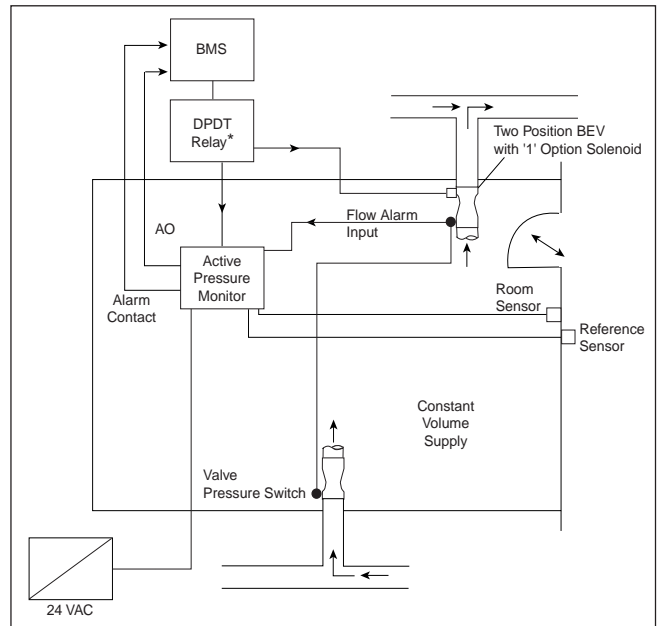 BMS
DPDT
Relay*
Two Position BEV
with '1' Option Solenoid
AO
Flow Alarm
Input
Active
Pressure
Monitor
Alarm
Contact
Room
Sensor
Reference
Sensor
Constant
Volume
Supply
Valve
Pressure Switch
24 VAC